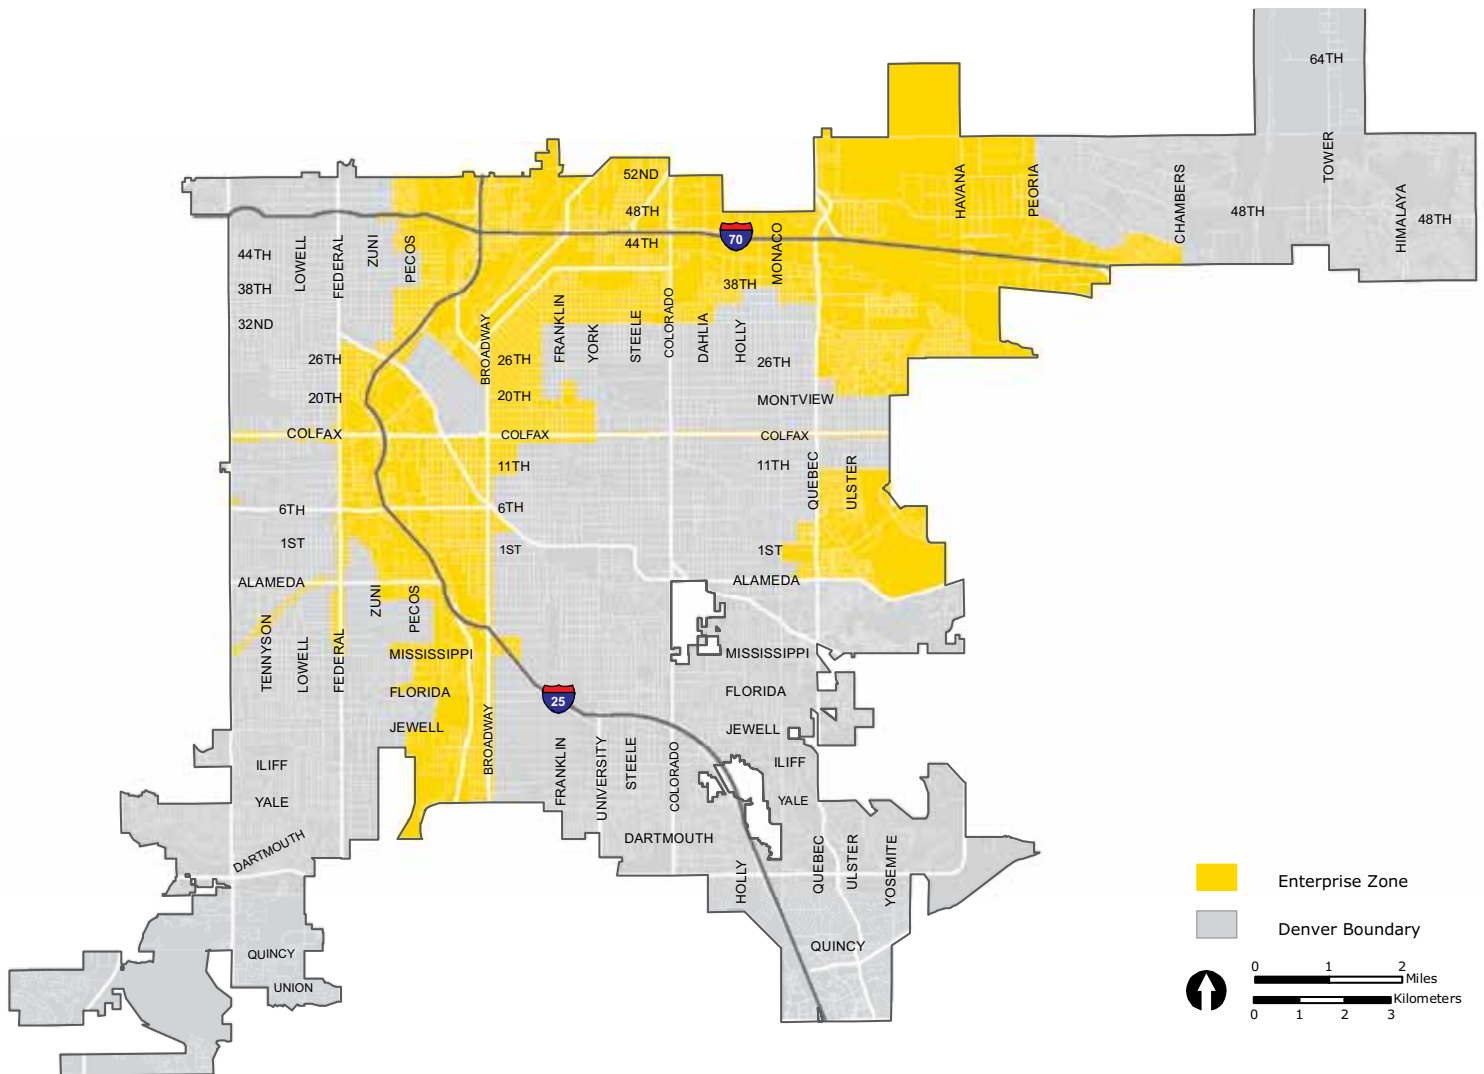 64TH
52ND
48TH
44TH
70
38TH
MONACO
HAVANA
PEORIA
CHAMBERS
48TH
TOWER
HIMALAYA
48TH
44TH
38TH
32ND
LOWELL
FEDERAL
ZUNI
PECOS
26TH
20TH
BROADWAY
26TH
20TH
FRANKLIN
YORK
STEELE
COLORADO
DAHLIA
HOLLY
26TH
MONTVIEW
COLFAX
COLFAX
COLFAX
11TH
11TH
QUEBEC
ULSTER
6TH
6TH
1ST
1ST
1ST
ALAMEDA
ALAMEDA
ZUNI
PECOS
TENNYSON
LOWELL
FEDERAL
MISSISSIPPI
MISSISSIPPI
FLORIDA
FLORIDA
25
JEWELL
JEWELL
BROADWAY
FRANKLIN
UNIVERSITY
STEELE
COLORADO
ILIFF
ILIFF
YALE
YALE
DARTMOUTH
DARTMOUTH
HOLLY
QUEBEC
ULSTER
YOSEMITE
QUINCY
QUINCY
UNION
Enterprise Zone
Denver Boundary
0 1 2
Miles
Kilometers
0 1 2 3